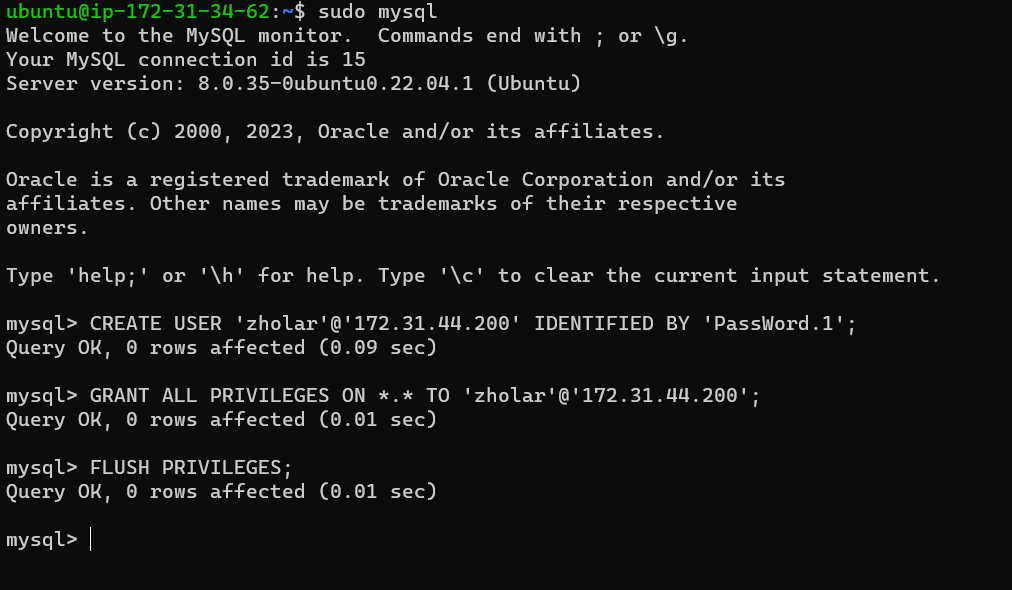 ubuntu@ip-172-31-34-62:~$ sudo mysql
Welcome to the MySQL monitor.  Commands end with ; or \g.
Your MySQL connection id is 15
Server version: 8.0.35-0ubuntu0.22.04.1 (Ubuntu)
Copyright (c) 2000, 2023, Oracle and/or its affiliates.
Oracle is a registered trademark of Oracle Corporation and/or its
affiliates. Other names may be trademarks of their respective
owners.
Type 'help;' or '\h' for help. Type '\c' to clear the current input statement.
mysql> CREATE USER 'zholar'@'172.31.44.200' IDENTIFIED BY 'PassWord.1';
Query OK, 0 rows affected (0.09 sec)
mysql> GRANT ALL PRIVILEGES ON *.* TO 'zholar'@'172.31.44.200';
Query OK, 0 rows affected (0.01 sec)
mysql> FLUSH PRIVILEGES;
Query OK, 0 rows affected (0.01 sec)
mysql>